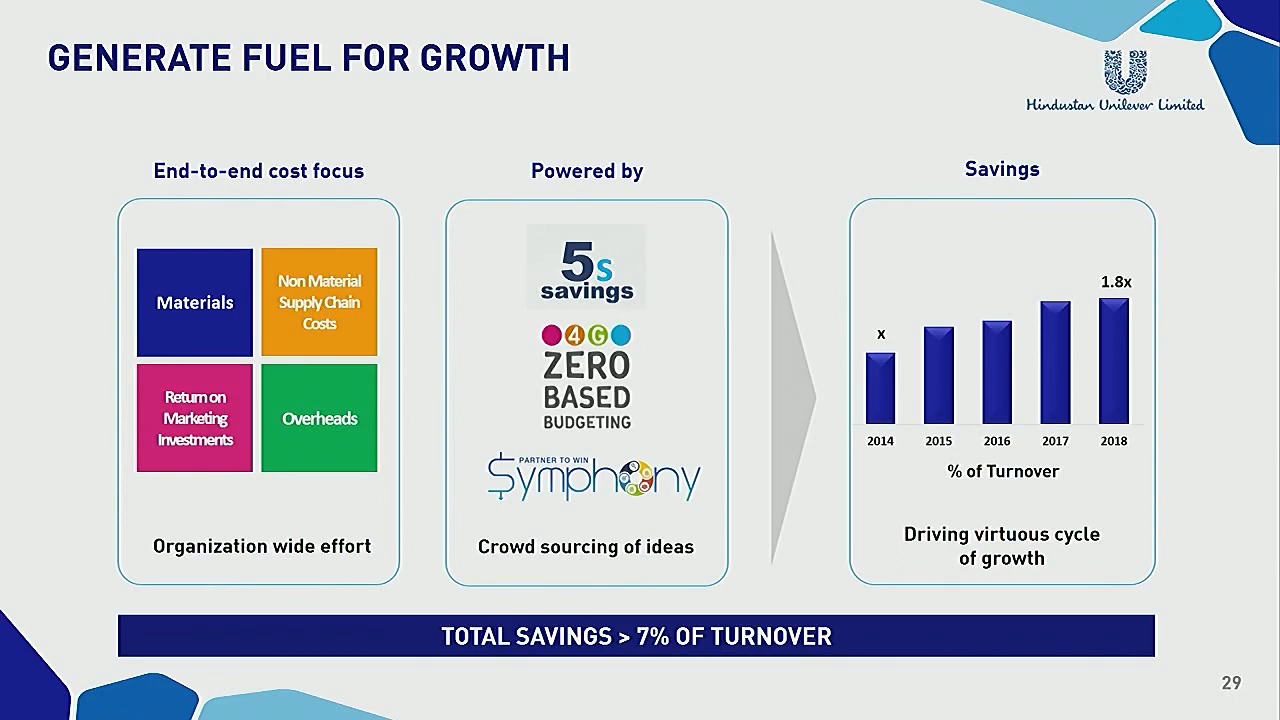 GENERATE FUEL FOR GROWTH
Hindustan Unilever Limited
End-to-end cost focus
Materials
Non Material
Supply Chain
Costs
Return on
Marketing
Investments
Overheads
Organization wide effort
Powered by
5s
savings
4G
ZERO
BASED
BUDGETING
PARTNER TO WIN
$ymphony
Crowd sourcing of ideas
Savings
x
1.8x
2014 2015 2016 2017 2018
% of Turnover
Driving virtuous cycle
of growth
TOTAL SAVINGS > 7% OF TURNOVER
29